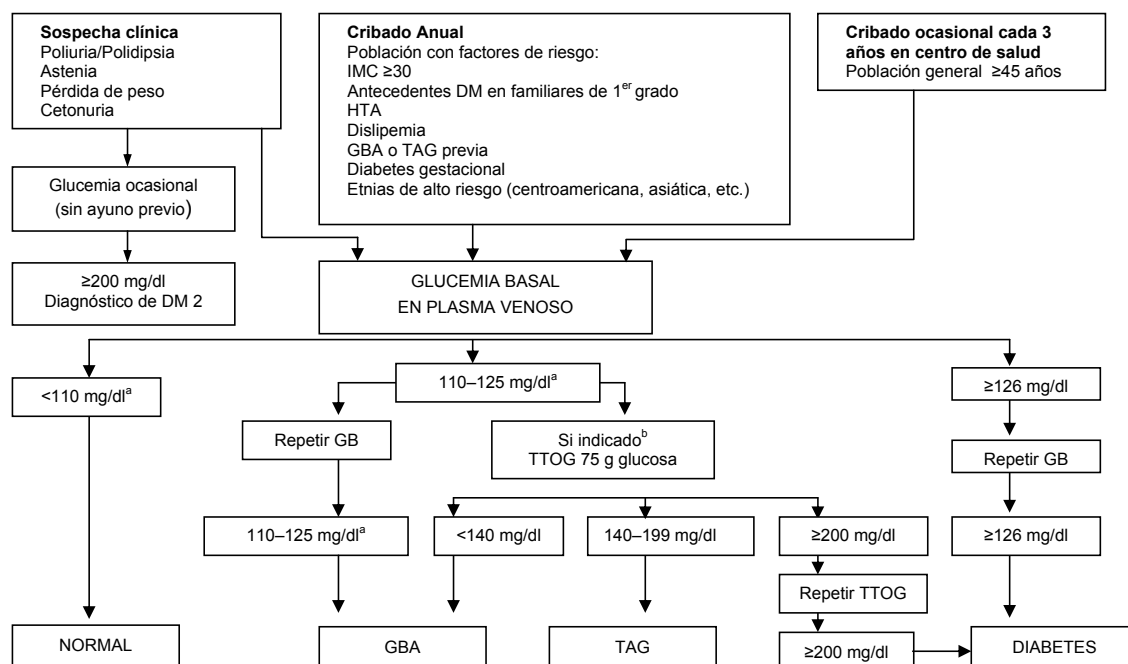 Sospecha clínica
Poliuria/Polidipsia
Astenia
Pérdida de peso
Cetonuria
Cribado Anual
Población con factores de riesgo:
IMC ≥30
Antecedentes DM en familiares de 1er grado
HTA
Dislipemia
GBA o TAG previa
Diabetes gestacional
Etnias de alto riesgo (centroamericana, asiática, etc.)
Cribado ocasional cada 3
años en centro de salud
Población general ≥45 años
Glucemia ocasional
(sin ayuno previo)
≥200 mg/dl
Diagnóstico de DM 2
GLUCEMIA BASAL
EN PLASMA VENOSO
<110 mg/dla
110–125 mg/dla
≥126 mg/dl
Repetir GB
Si indicadob
TTOG 75 g glucosa
Repetir GB
110–125 mg/dla
<140 mg/dl
140–199 mg/dl
≥200 mg/dl
≥126 mg/dl
Repetir TTOG
NORMAL
GBA
TAG
≥200 mg/dl
DIABETES